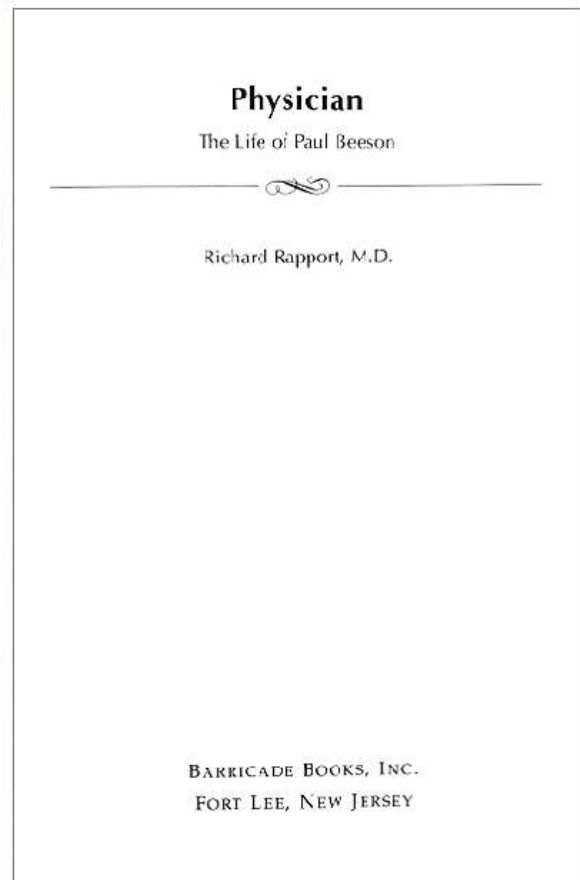 Physician
The Life of Paul Beeson
Richard Rapport, M.D.
BARRICADE BOOKS, INC.
FORT LEE, NEW JERSEY